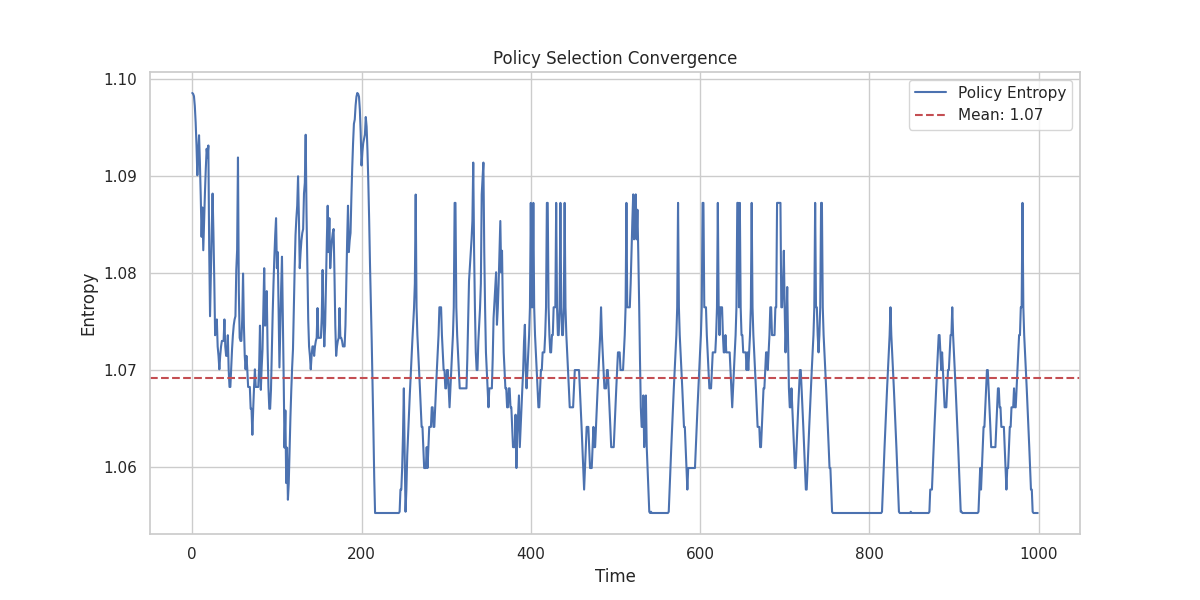 Policy Selection Convergence
Policy Entropy
Mean: 1.07
Entropy
1.10
1.09
1.08
1.07
1.06
0
200
400
600
800
1000
Time